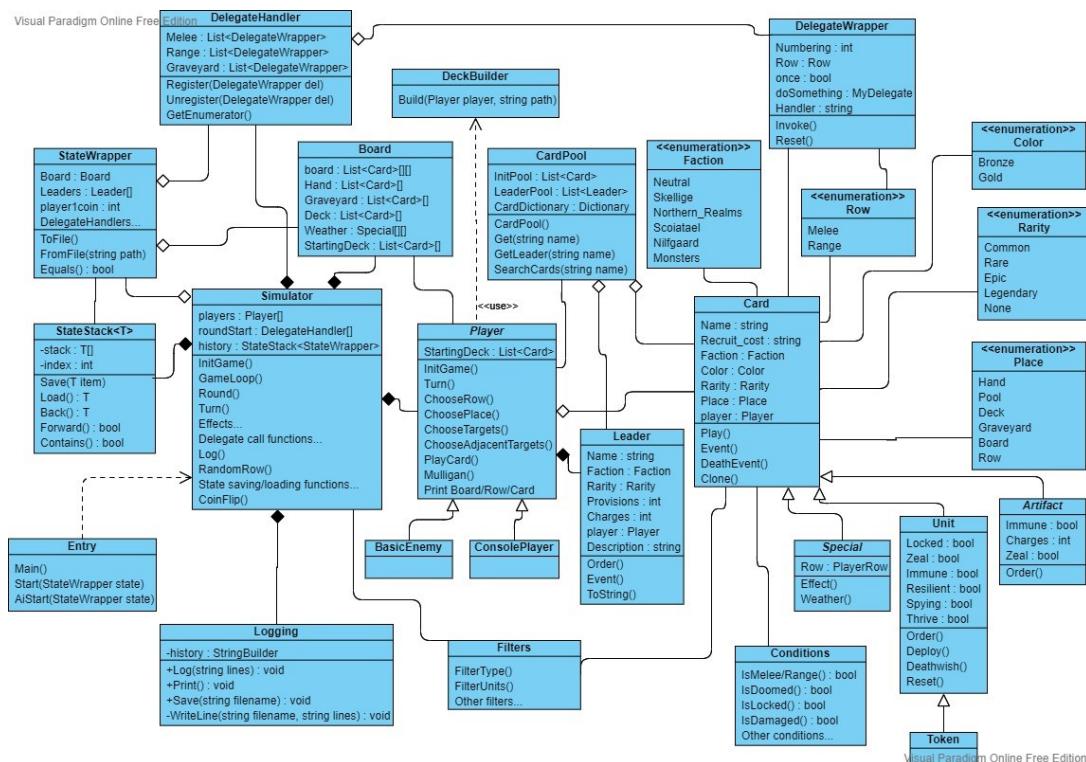 Visual Paradigm Online Free Edition
DelegateHandler
Melee : List<DelegateWrapper>
Range : List<DelegateWrapper>
Graveyard : List<DelegateWrapper>
Register(DelegateWrapper del)
Unregister(DelegateWrapper del)
GetEnumerator()
DelegateWrapper
Numbering : int
Row : Row
once : bool
doSomething : MyDelegate
Handler : string
Invoke()
Reset()
DeckBuilder
Build(Player player, string path)
StateWrapper
Board : Board
Leaders : Leader[]
player1coin : int
DelegateHandlers...
ToFile()
FromFile(string path)
Equals() : bool
Board
board : List<Card>[][]
Hand : List<Card>[]
Graveyard : List<Card>[]
Deck : List<Card>[]
Weather : Special[][]
StartingDeck : List<Card>[]
CardPool
InitPool : List<Card>
LeaderPool : List<Leader>
CardDictionary : Dictionary
CardPool()
Get(string name)
GetLeader(string name)
SearchCards(string name)
<<enumeration>>
Faction
Neutral
Skellige
Northern_Realms
Scoiatael
Nilfgaard
Monsters
<<enumeration>>
Row
Melee
Range
<<enumeration>>
Color
Bronze
Gold
<<enumeration>>
Rarity
Common
Rare
Epic
Legendary
None
<<enumeration>>
Place
Hand
Pool
Deck
Graveyard
Board
Row
StateStack<T>
-stack : T[]
-index : int
Save(T item)
Load() : T
Back() : T
Forward() : bool
Contains() : bool
Simulator
players : Player[]
roundStart : DelegateHandler[]
history : StateStack<StateWrapper>
InitGame()
GameLoop()
Round()
Turn()
Effects...
Delegate call functions...
Log()
RandomRow()
State saving/loading functions...
CoinFlip()
<<use>>
Player
StartingDeck : List<Card>
InitGame()
Turn()
ChooseRow()
ChoosePlace()
ChooseTargets()
ChooseAdjacentTargets()
PlayCard()
Mulligan()
Print Board/Row/Card
Leader
Name : string
Faction : Faction
Rarity : Rarity
Provisions : int
Charges : int
player : Player
Description : string
Order()
Event()
ToString()
Card
Name : string
Recruit_cost : string
Faction : Faction
Color : Color
Rarity : Rarity
Place : Place
player : Player
Play()
Event()
DeathEvent()
Clone()
Entry
Main()
Start(StateWrapper state)
AiStart(StateWrapper state)
BasicEnemy
ConsolePlayer
Logging
-history : StringBuilder
+Log(string lines) : void
+Print() : void
+Save(string filename) : void
-WriteLine(string filename, string lines) : void
Filters
FilterType()
FilterUnits()
Other filters...
Conditions
IsMelee/Range() : bool
IsDoomed() : bool
IsLocked() : bool
IsDamaged() : bool
Other conditions...
Special
Row : PlayerRow
Effect()
Weather()
Unit
Locked : bool
Zeal : bool
Immune : bool
Resilient : bool
Spying : bool
Thrive : bool
Order()
Deploy()
Deathwish()
Reset()
Artifact
Immune : bool
Charges : int
Zeal : bool
Order()
Token
Visual Paradigm Online Free Edition